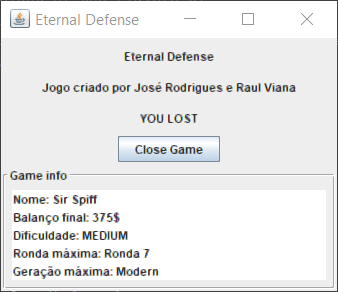 Eternal Defense
Eternal Defense
Jogo criado por José Rodrigues e Raul Viana
YOU LOST
Close Game
Game info
Nome: Sir Spiff
Balanço final: 375$
Dificuldade: MEDIUM
Ronda máxima: Ronda 7
Geração máxima: Modern